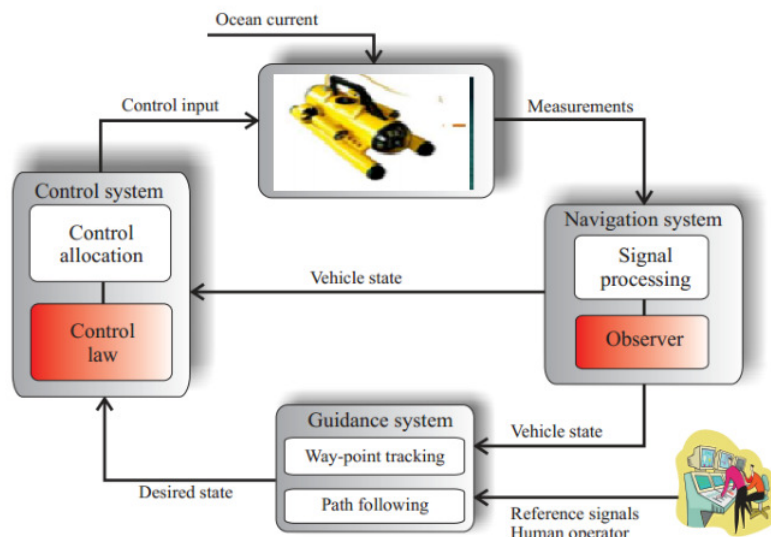 Ocean current
Control input
Measurements
Control system
Control
allocation
Control
law
Navigation system
Signal
processing
Observer
Vehicle state
Guidance system
Way-point tracking
Path following
Vehicle state
Desired state
Reference signals
Human operator